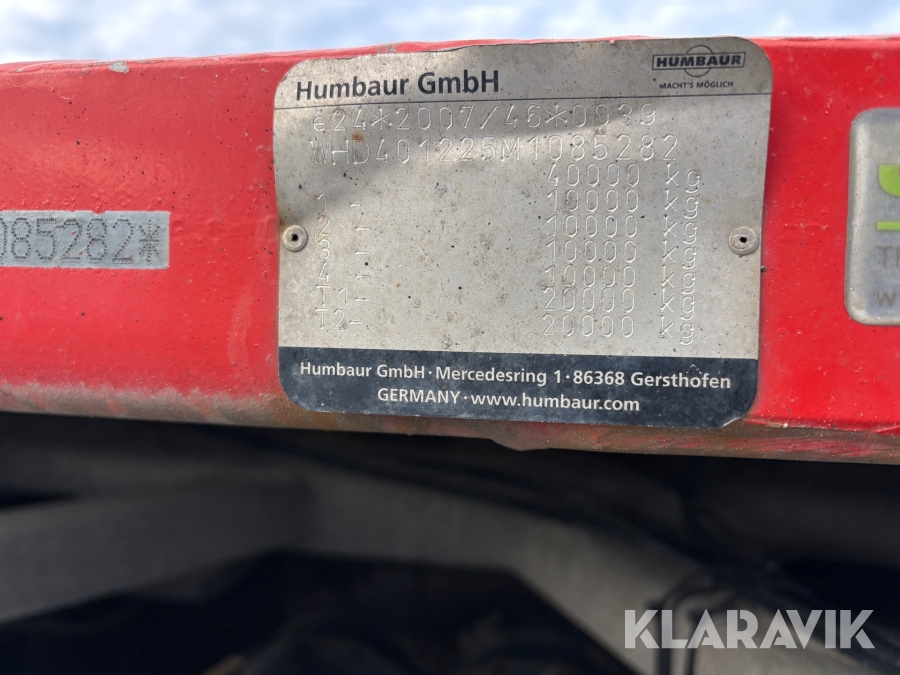 Humbaur GmbH
HUMBAUR
MACHT'S MÖGLICH
e24*2007/46*0039
WHD401225M1085282
40000 kg
1 - 10000 kg
2 - 10000 kg
3 - 10000 kg
4 - 10000 kg
T1- 20000 kg
T2- 20000 kg
Humbaur GmbH·Mercedesring 1·86368 Gersthofen
GERMANY·www.humbaur.com
085282*
KLARAVIK